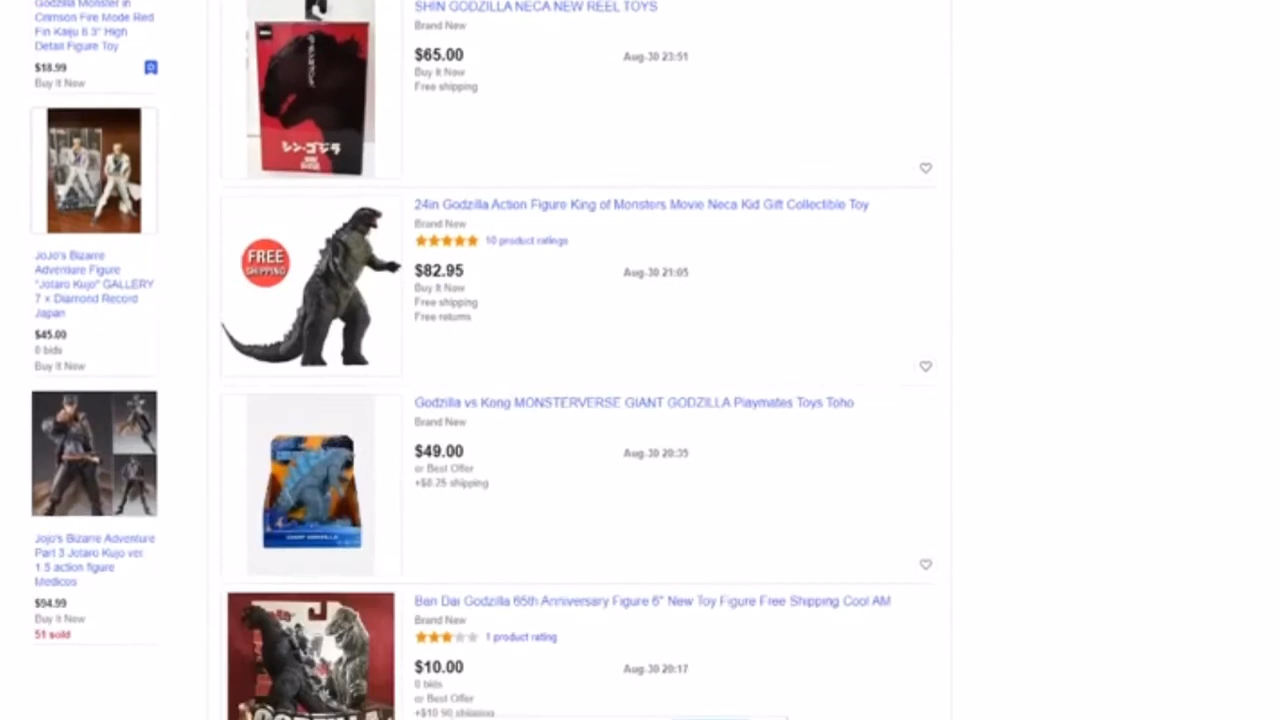 Godzilla Monster in
Crimson Fire Mode Red
Fin Kaiju 6.3" High
Detail Figure Toy
$18.99
Buy It Now
JoJo's Bizarre
Adventure Figure
"Jotaro Kujo" GALLERY
7 x Diamond Record
Japan
$45.00
0 bids
Buy It Now
Jojo's Bizarre Adventure
Part 3 Jotaro Kujo ver
1.5 action figure
Medicos
$94.99
Buy It Now
51 sold
SHIN GODZILLA NECA NEW REEL TOYS
Brand New
$65.00
Aug-30 23:51
Buy It Now
Free shipping
シン・ゴジラ
24in Godzilla Action Figure King of Monsters Movie Neca Kid Gift Collectible Toy
Brand New
10 product ratings
FREE
SHIPPING
$82.95
Aug-30 21:05
Buy It Now
Free shipping
Free returns
Godzilla vs Kong MONSTERVERSE GIANT GODZILLA Playmates Toys Toho
Brand New
$49.00
Aug-30 20:35
or Best Offer
+$8.25 shipping
GIANT GODZILLA
Ban Dai Godzilla 65th Anniversary Figure 6" New Toy Figure Free Shipping Cool AM
Brand New
1 product rating
$10.00
Aug-30 20:17
0 bids
or Best Offer
+$10.90 shipping
GODZILLA